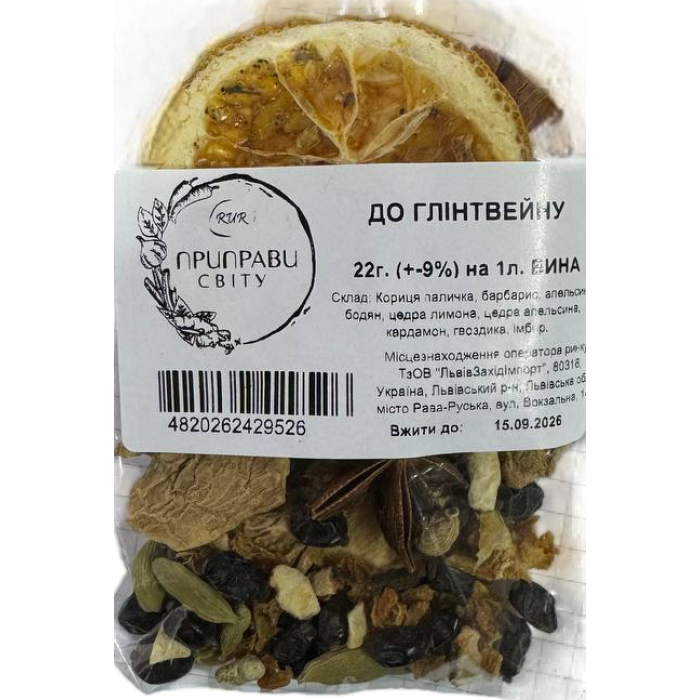 RUR
ПРИПРАВИ
СВІТУ
ДО ГЛІНТВЕЙНУ
22г. (+-9%) на 1л. ВИНА
Склад: Кориця паличка, барбарис, апельсин
бодян, цедра лимона, цедра апельсина,
кардамон, гвоздика, імбир.
Місцезнаходження оператора ринку
ТзОВ "ЛьвівЗахідІмпорт", 80316,
Україна, Львівський р-н, Львівська об
місто Рава-Руська, вул. Вокзальна,
4820262429526
Вжити до: 15.09.2026